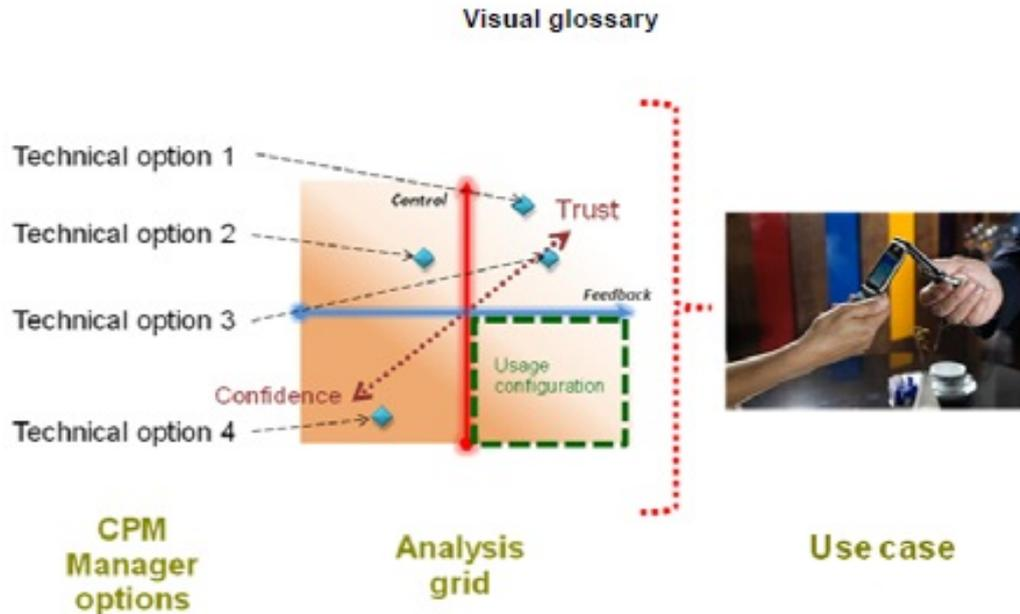 Visual glossary
Technical option 1
Control
Trust
Technical option 2
Feedback
Technical option 3
Usage
configuration
Confidence
Technical option 4
CPM
Manager
options
Analysis
grid
Use case